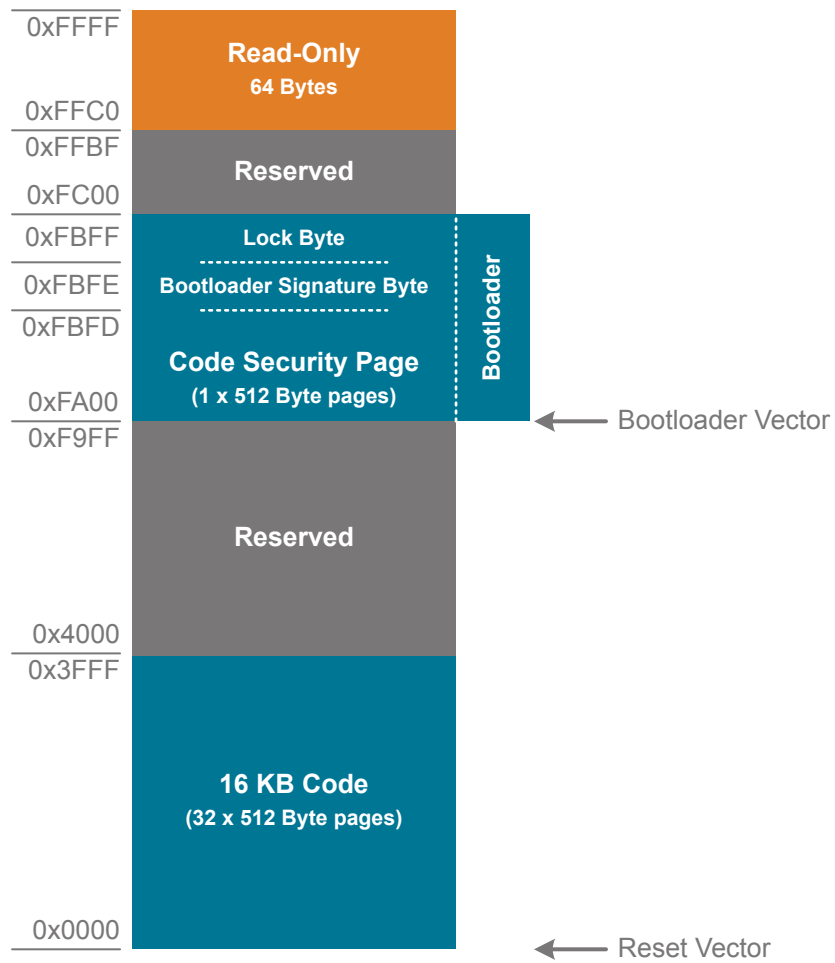 0xFFFF
Read-Only
64 Bytes
0xFFC0
0xFFBF
Reserved
0xFC00
0xFBFF
Lock Byte
0xFBFE
Bootloader Signature Byte
0xFBFD
Bootloader
Code Security Page
(1 x 512 Byte pages)
0xFA00
Bootloader Vector
0xF9FF
Reserved
0x4000
0x3FFF
16 KB Code
(32 x 512 Byte pages)
0x0000
Reset Vector